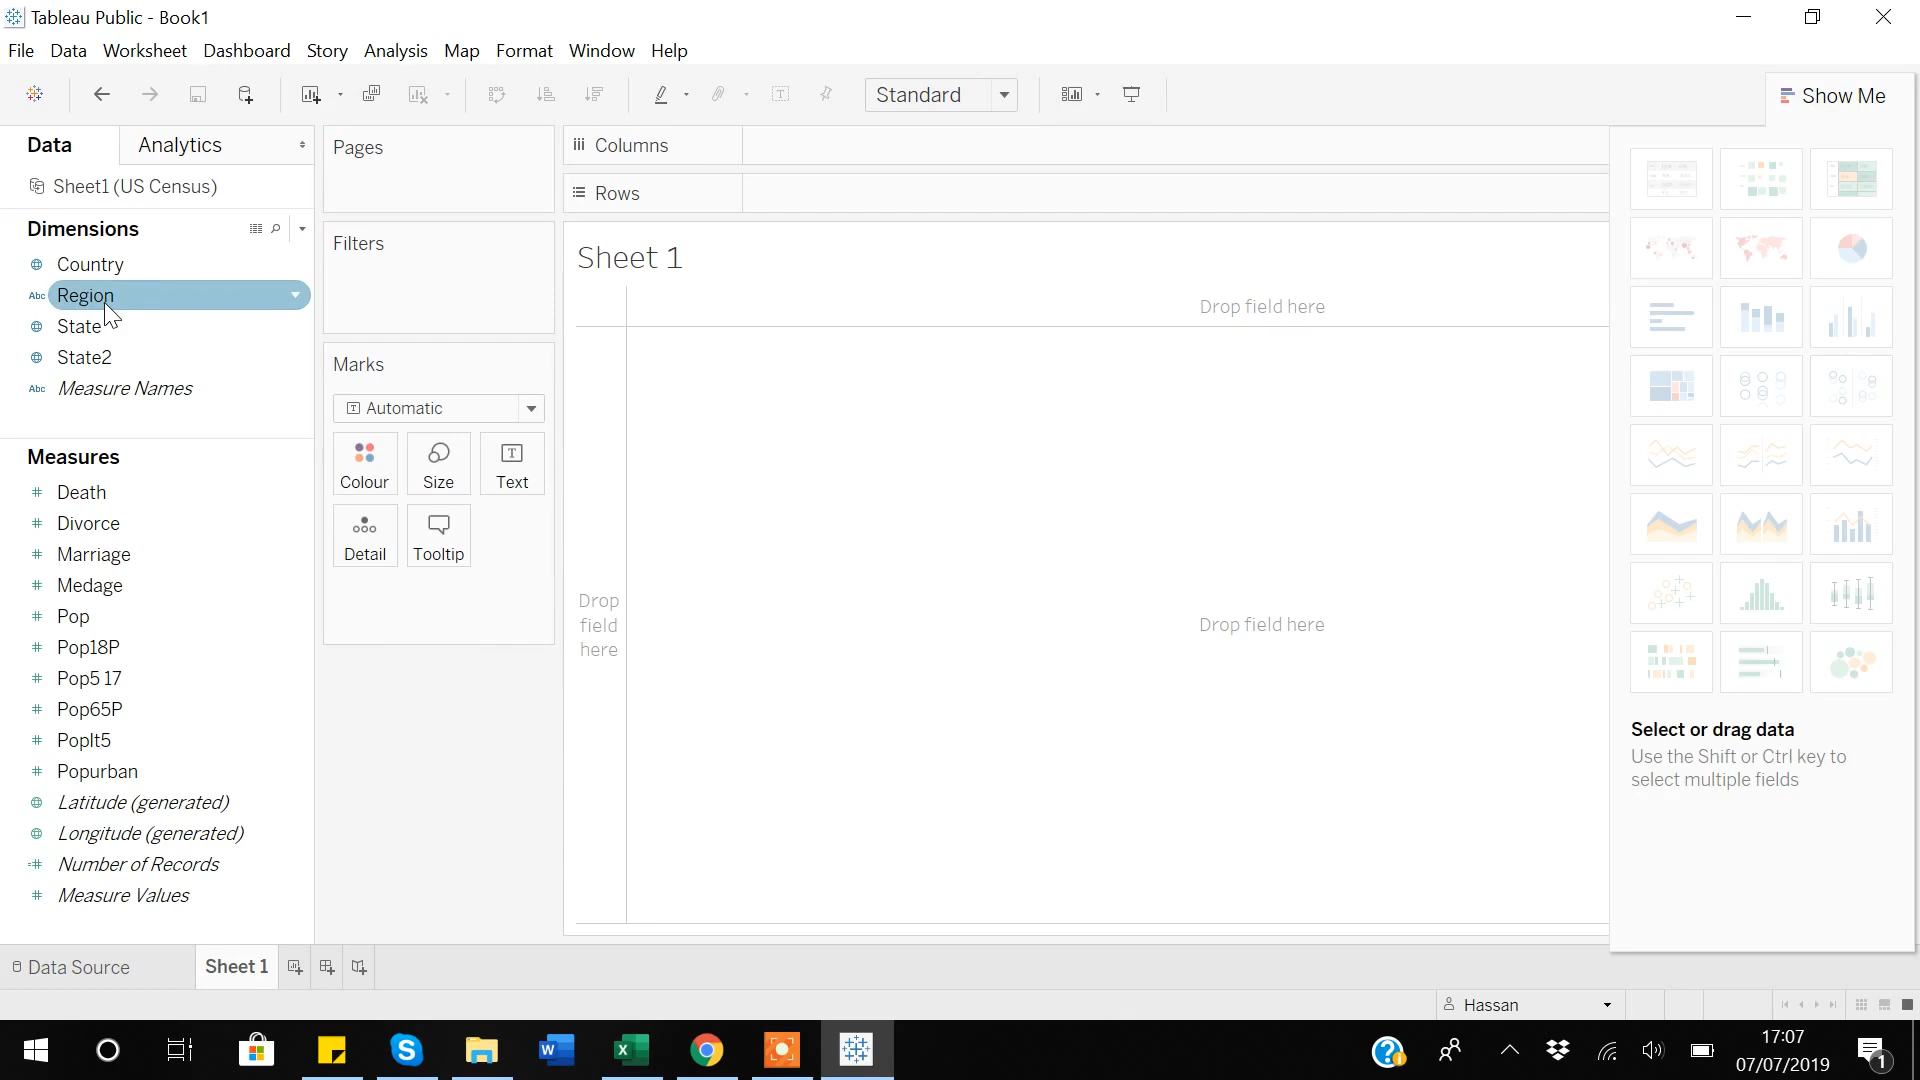 Tableau Public - Book1
File Data Worksheet Dashboard Story Analysis Map Format Window Help
Standard
Show Me
Data Analytics
Sheet1 (US Census)
Dimensions
Country
Abc Region
State
State2
Abc Measure Names
Measures
Death
Divorce
Marriage
Medage
Pop
Pop18P
Pop5 17
Pop65P
Poplt5
Popurban
Latitude (generated)
Longitude (generated)
Number of Records
Measure Values
Pages
Filters
Marks
Automatic
Colour Size Text
Detail Tooltip
Columns
Rows
Sheet 1
Drop field here
Drop
field
here
Drop field here
Select or drag data
Use the Shift or Ctrl key to
select multiple fields
Data Source Sheet 1
Hassan
17:07
07/07/2019
1